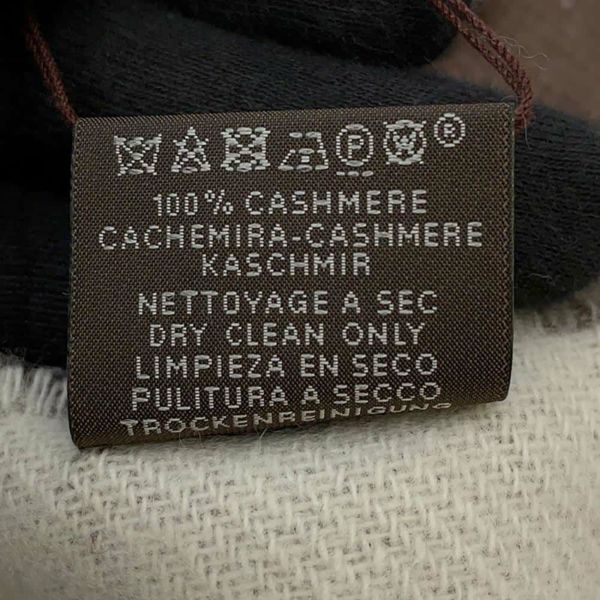 P W ®
100% CASHMERE
CACHEMIRA-CASHMERE
KASCHMIR
NETTOYAGE A SEC
DRY CLEAN ONLY
LIMPIEZA EN SECO
PULITURA A SECCO
TROCKENREINIGUNG